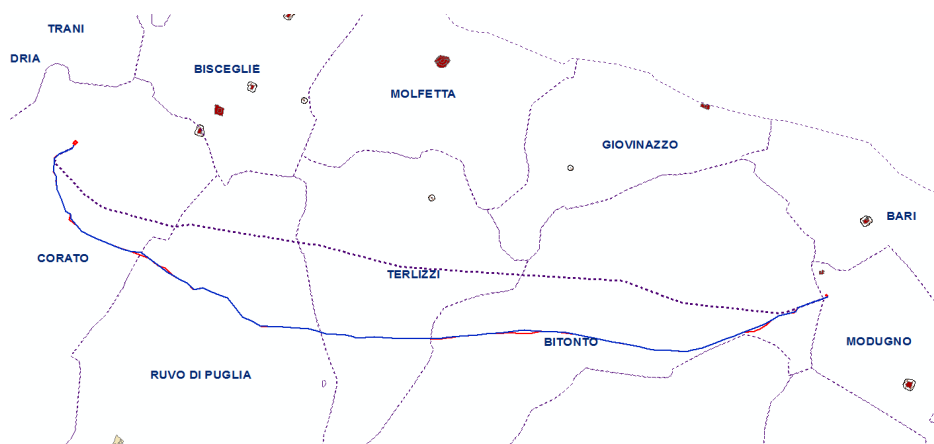 TRANI
DRIA
BISCEGLIE
MOLFETTA
GIOVINAZZO
BARI
CORATO
TERLIZZI
BITONTO
MODUGNO
RUVO DI PUGLIA